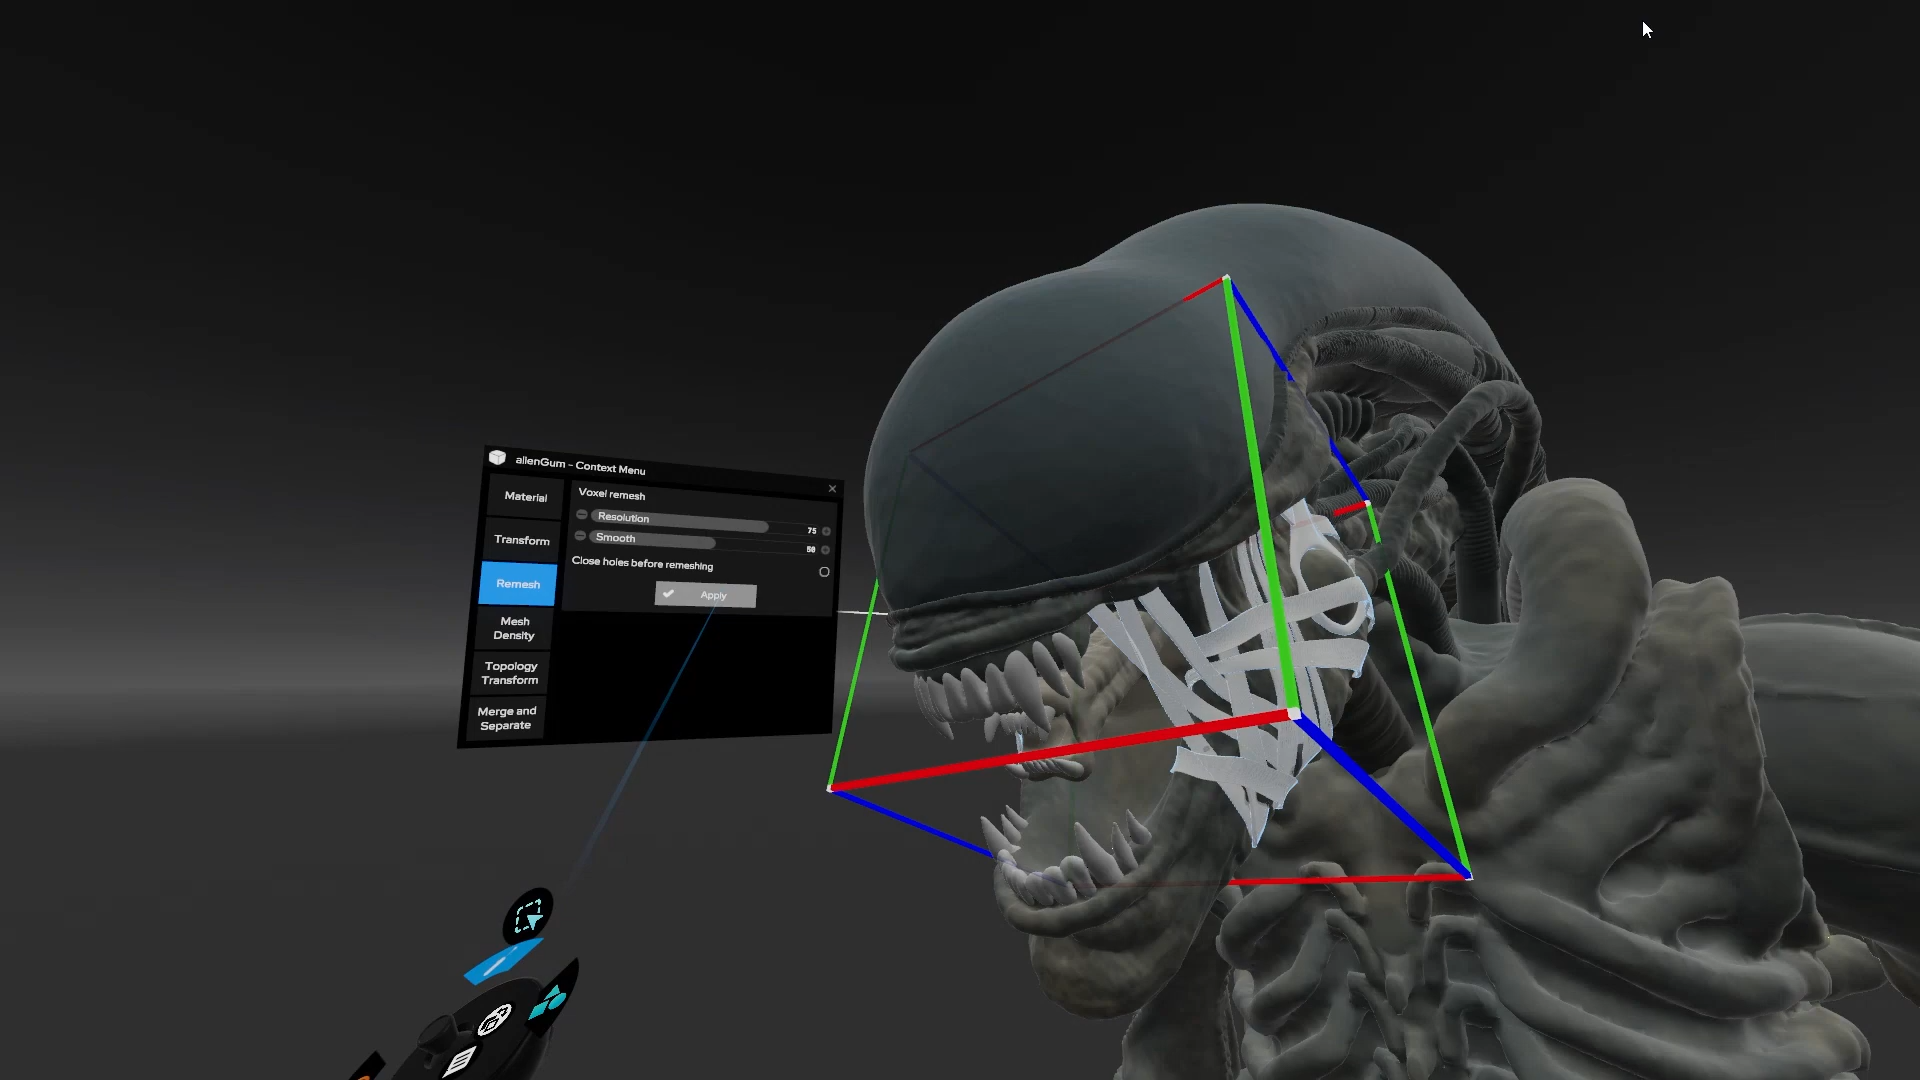 alienGum - Context Menu
Material
Transform
Remesh
Mesh
Density
Topology
Transform
Merge and
Separate
Voxel remesh
Resolution 75
Smooth 50
Close holes before remeshing
Apply